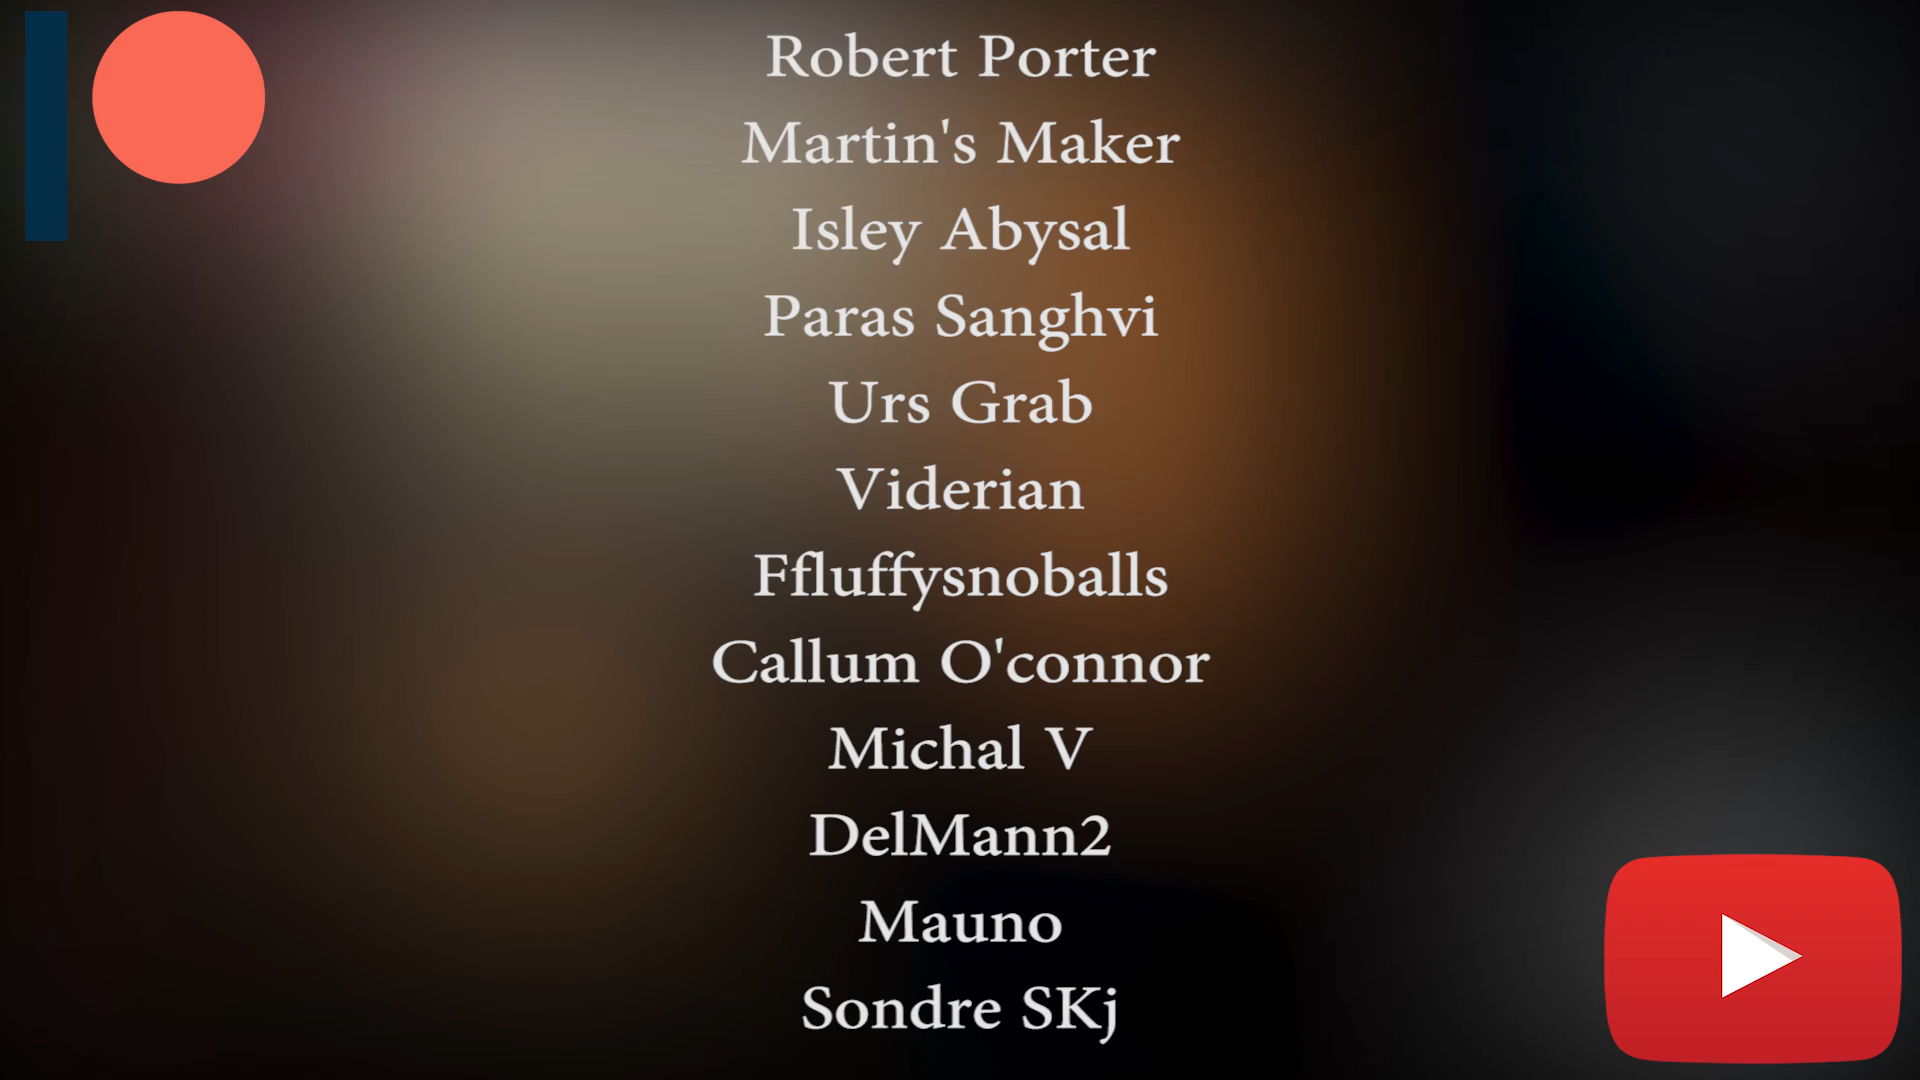 Robert Porter
Martin's Maker
Isley Abysal
Paras Sanghvi
Urs Grab
Viderian
Ffluffysnoballs
Callum O'connor
Michal V
DelMann2
Mauno
Sondre SKj